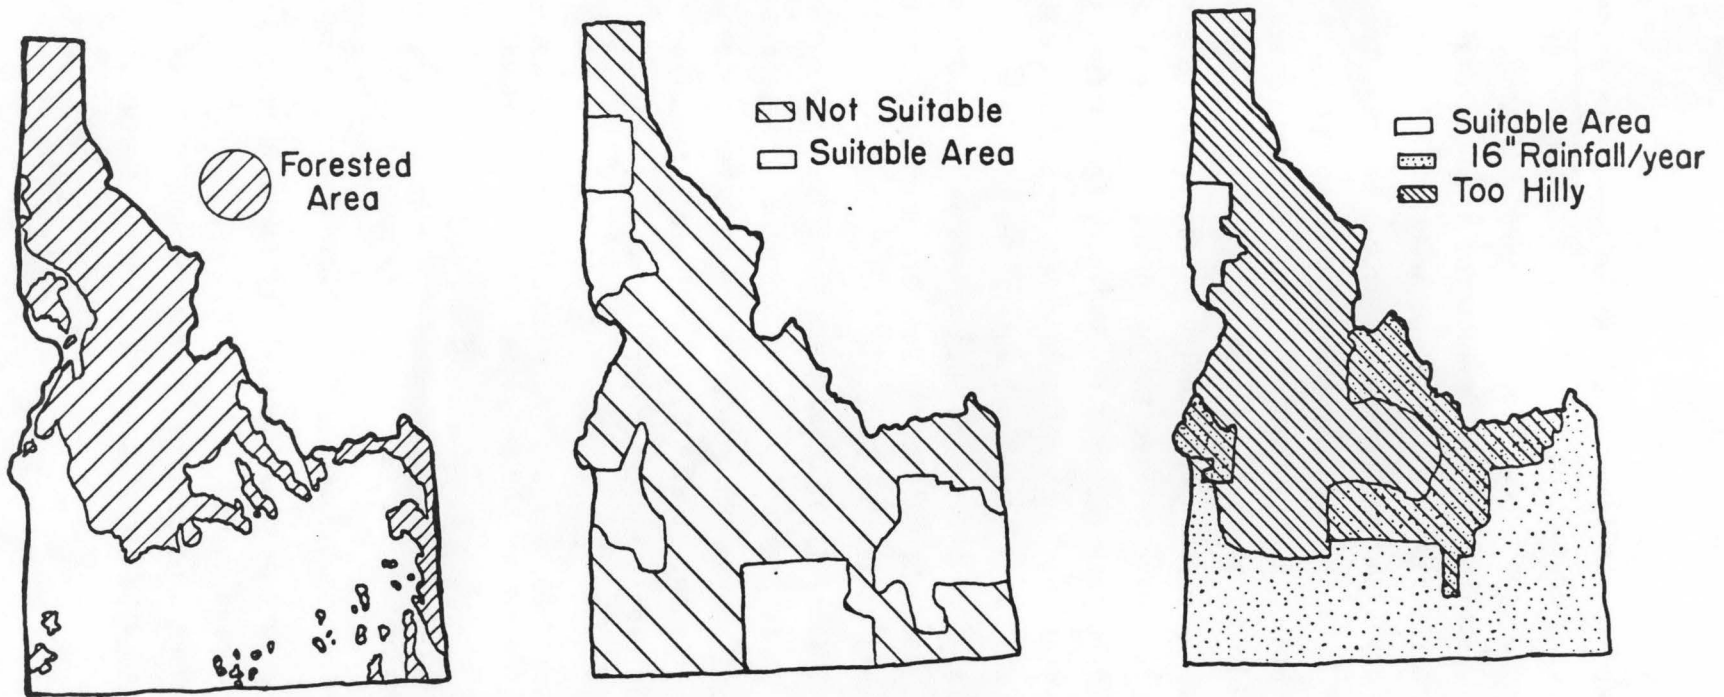 Forested
Area
Not Suitable
Suitable Area
Suitable Area
16" Rainfall/year
Too Hilly